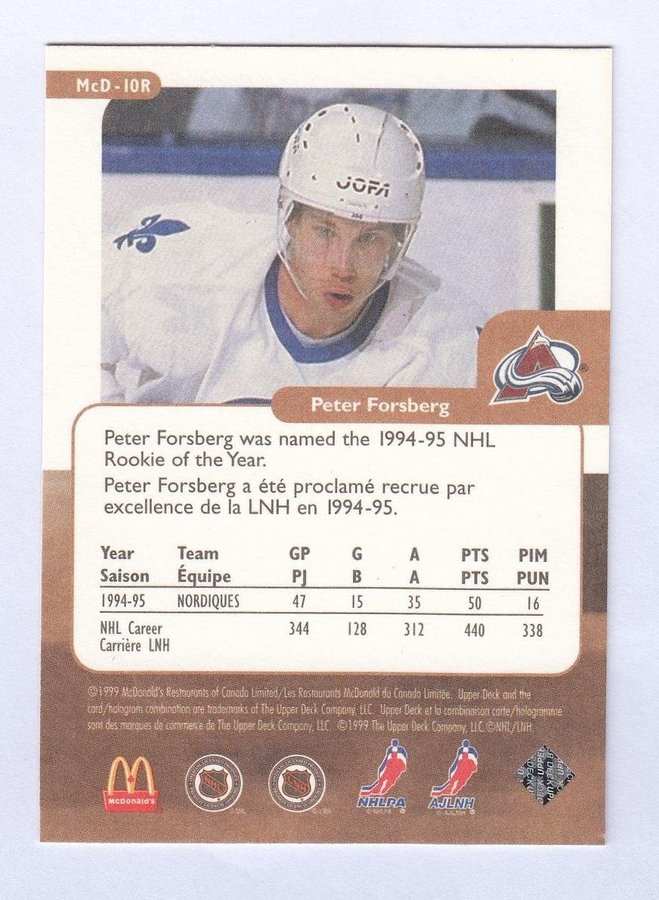 McD-10R
JOFA
Peter Forsberg
Peter Forsberg was named the 1994-95 NHL
Rookie of the Year.
Peter Forsberg a été proclamé recrue par
excellence de la LNH en 1994-95.
Year Team GP G A PTS PIM
Saison Équipe PJ B A PTS PUN
1994-95 NORDIQUES 47 15 35 50 16
NHL Career 344 128 312 440 338
Carrière LNH
©1999 McDonald's Restaurants of Canada Limited/Les Restaurants McDonald du Canada Limitée. Upper Deck and the
card/hologram combination are trademarks of The Upper Deck Company, LLC. Upper Deck et la combinaison carte/hologramme
sont des marques de commerce de The Upper Deck Company, LLC. ©1999 The Upper Deck Company, LLC.©NHL/LNH.
McDonald's
NHLPA
AJLNH